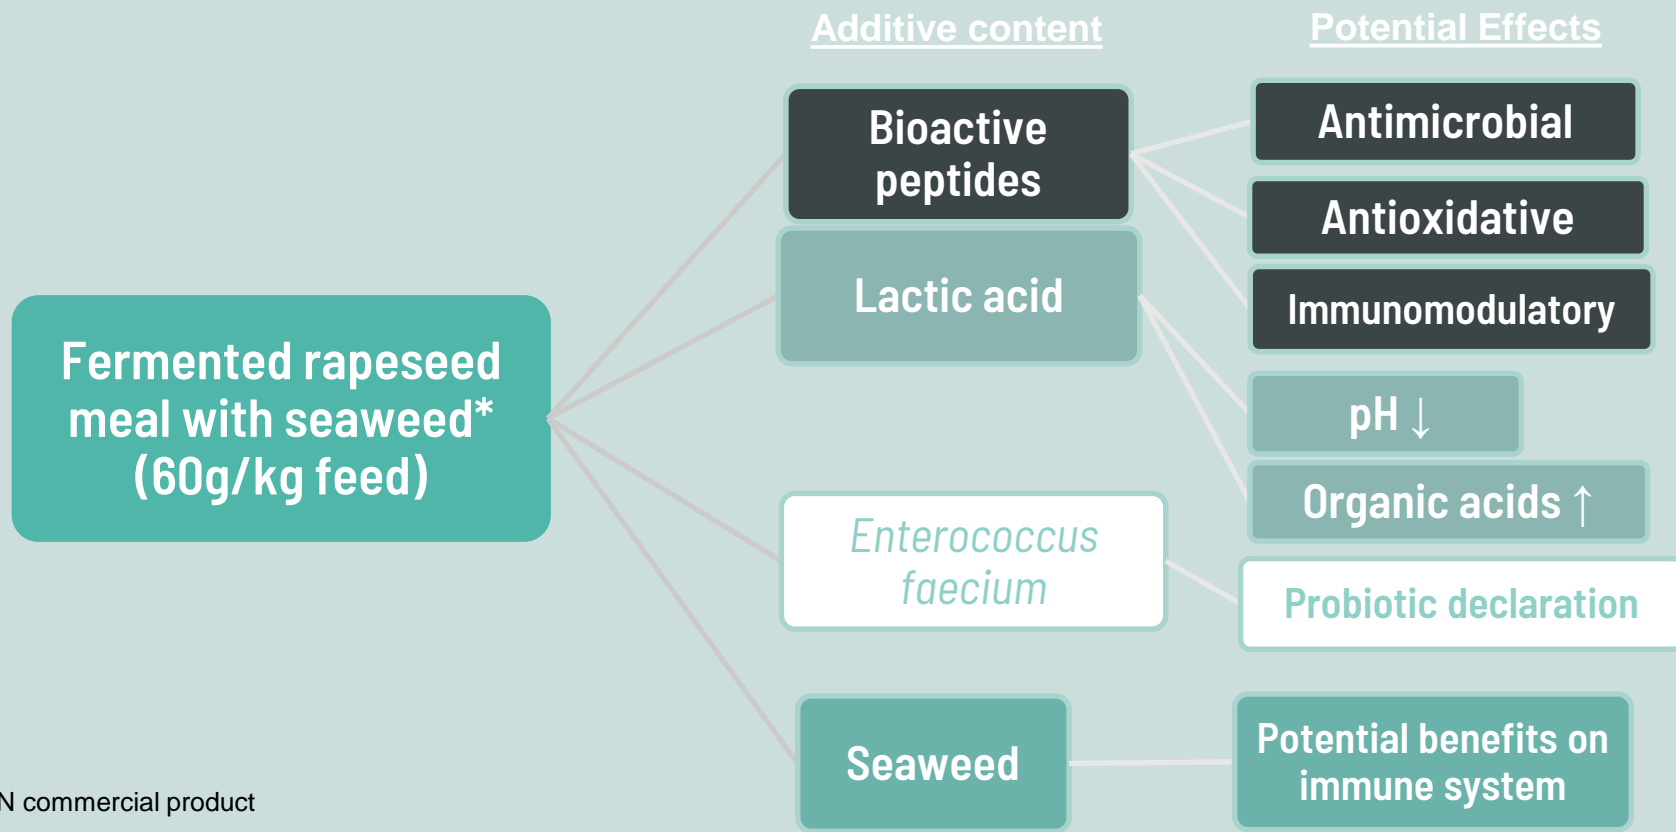 Additive content
Potential Effects
Bioactive
peptides
Antimicrobial
Antioxidative
Immunomodulatory
Lactic acid
pH ↓
Organic acids ↑
Fermented rapeseed
meal with seaweed*
(60g/kg feed)
Enterococcus
faecium
Probiotic declaration
Seaweed
Potential benefits on
immune system
N commercial product